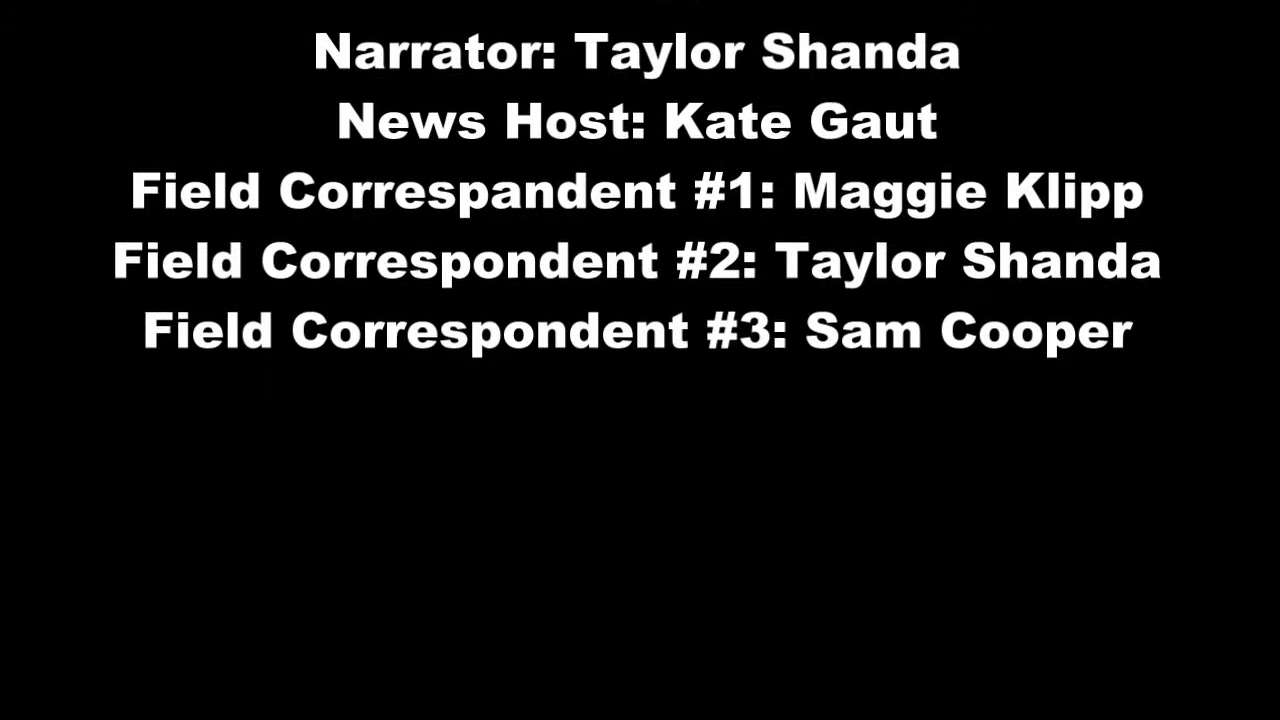 Narrator: Taylor Shanda
News Host: Kate Gaut
Field Correspandent #1: Maggie Klipp
Field Correspondent #2: Taylor Shanda
Field Correspondent #3: Sam Cooper